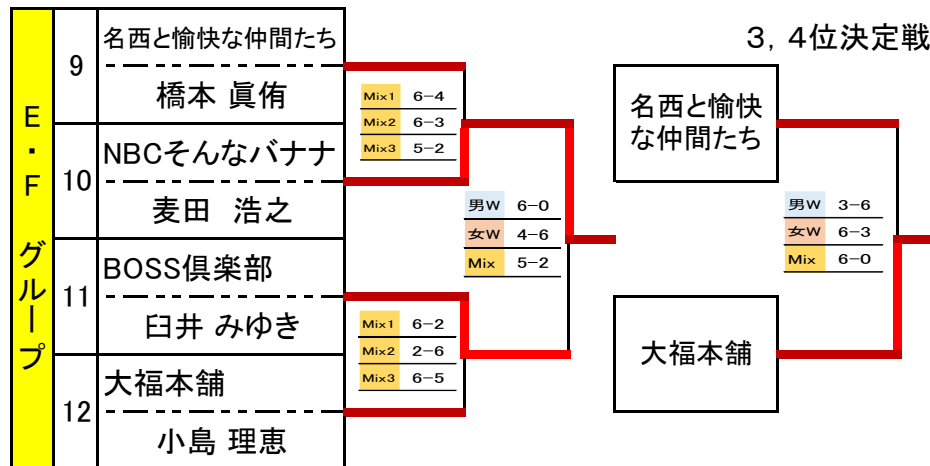 E・F グループ
9
名西と愉快な仲間たち
橋本 眞侑
10
NBCそんなバナナ
麦田 浩之
11
BOSS倶楽部
臼井 みゆき
12
大福本舗
小島 理恵
Mix1 6-4
Mix2 6-3
Mix3 5-2
Mix1 6-2
Mix2 2-6
Mix3 6-5
男W 6-0
女W 4-6
Mix 5-2
3，4位決定戦
名西と愉快
な仲間たち
男W 3-6
女W 6-3
Mix 6-0
大福本舗